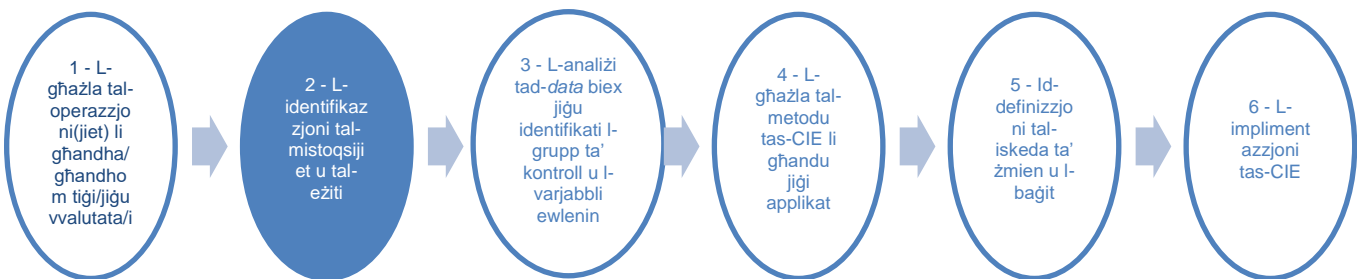 1 - L-
għażla tal-
operazzjo
ni(jiet) li
għandha/
għandho
m tiġi/jiġu
vvalutata/i
2 - L-
identifikaz
zjoni tal-
mistoqsiji
et u tal-
eżiti
3 - L-analiżi
tad-data biex
jiġu
identifikati l-
grupp ta'
kontroll u l-
varjabbli
ewlenin
4 - L-
għażla tal-
metodu
tas-CIE li
għandu
jiġi
applikat
5 - Id-
definizzjo
ni tal-
iskeda ta'
żmien u l-
baġit
6 - L-
impliment
azzjoni
tas-CIE